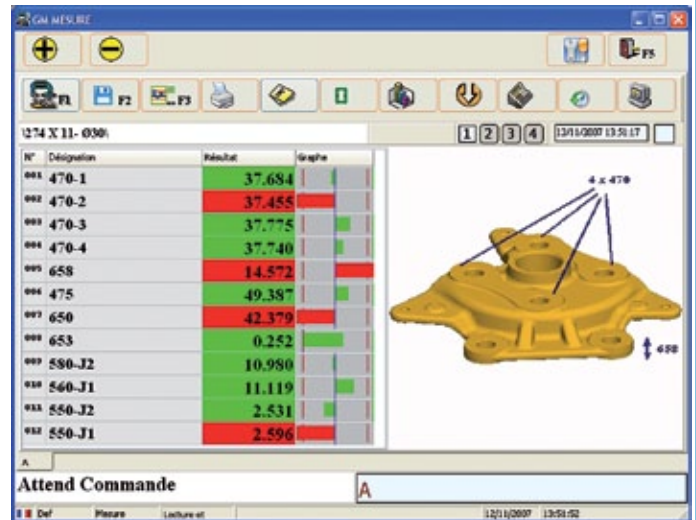 GM MESURE
F5
F1 F2 F3
\274 X 11- Ø30\
1 2 3 4 12/11/2007 13:51:17
N° Désignation Résultat Graphe
001 470-1 37.684
002 470-2 37.455
003 470-3 37.775
004 470-4 37.740
005 658 14.572
006 475 49.387
007 650 42.379
008 653 0.252
009 580-J2 10.980
010 560-J1 11.119
011 550-J2 2.531
012 550-J1 2.596
4 x 470
658
A
Attend Commande A
Def Mesure Lecture et 12/11/2007 13:51:52